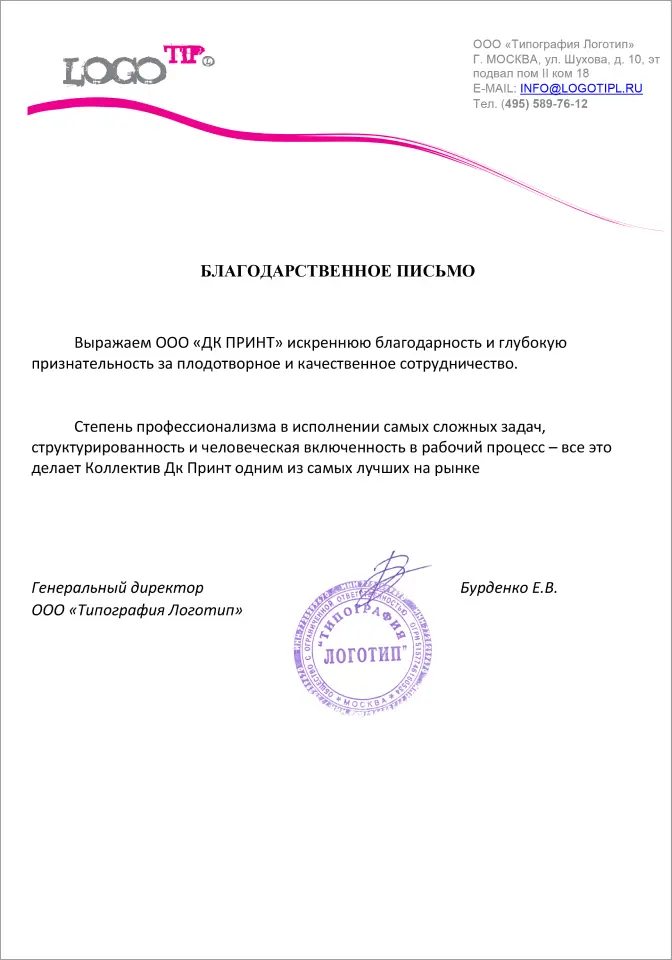 LOGO TIP
ООО «Типография Логотип»
Г. МОСКВА, ул. Шухова, д. 10, эт
подвал пом II ком 18
E-MAIL: INFO@LOGOTIPL.RU
Тел. (495) 589-76-12
БЛАГОДАРСТВЕННОЕ ПИСЬМО
Выражаем ООО «ДК ПРИНТ» искреннюю благодарность и глубокую
признательность за плодотворное и качественное сотрудничество.
Степень профессионализма в исполнении самых сложных задач,
структурированность и человеческая включенность в рабочий процесс – все это
делает Коллектив Дк Принт одним из самых лучших на рынке
Генеральный директор
Бурденко Е.В.
ООО «Типография Логотип»
ОБЩЕСТВО С ОГРАНИЧЕННОЙ ОТВЕТСТВЕННОСТЬЮ
"ТИПОГРАФИЯ
ЛОГОТИП"
* МОСКВА *